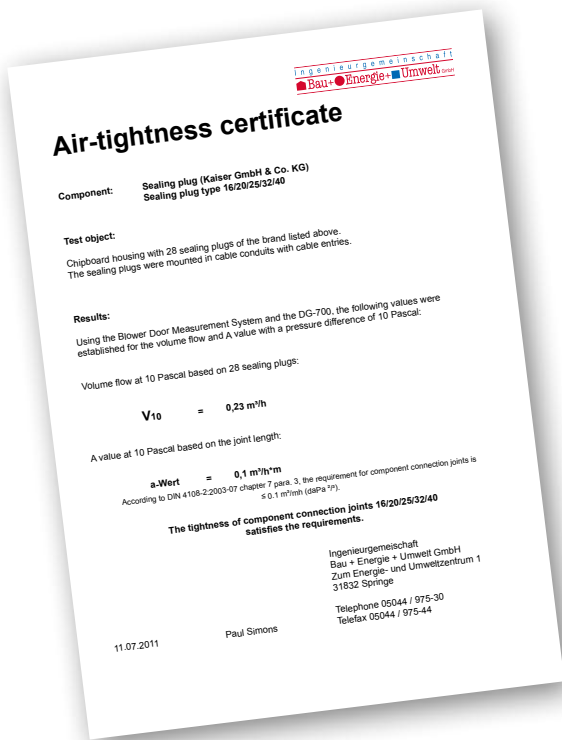 Ingenieurgemeinschaft
Bau+Energie+Umwelt GmbH
Air-tightness certificate
Component: Sealing plug (Kaiser GmbH & Co. KG)
Sealing plug type 16/20/25/32/40
Test object:
Chipboard housing with 28 sealing plugs of the brand listed above.
The sealing plugs were mounted in cable conduits with cable entries.
Results:
Using the Blower Door Measurement System and the DG-700, the following values were
established for the volume flow and A value with a pressure difference of 10 Pascal:
Volume flow at 10 Pascal based on 28 sealing plugs:
V10 = 0,23 m³/h
A value at 10 Pascal based on the joint length:
a-Wert = 0,1 m³/h*m
According to DIN 4108-2:2003-07 chapter 7 para. 3, the requirement for component connection joints is
≤ 0.1 m³/mh (daPa ²/³).
The tightness of component connection joints 16/20/25/32/40
satisfies the requirements.
Ingenieurgemeischaft
Bau + Energie + Umwelt GmbH
Zum Energie- und Umweltzentrum 1
31832 Springe
Telephone 05044 / 975-30
Telefax 05044 / 975-44
11.07.2011 Paul Simons